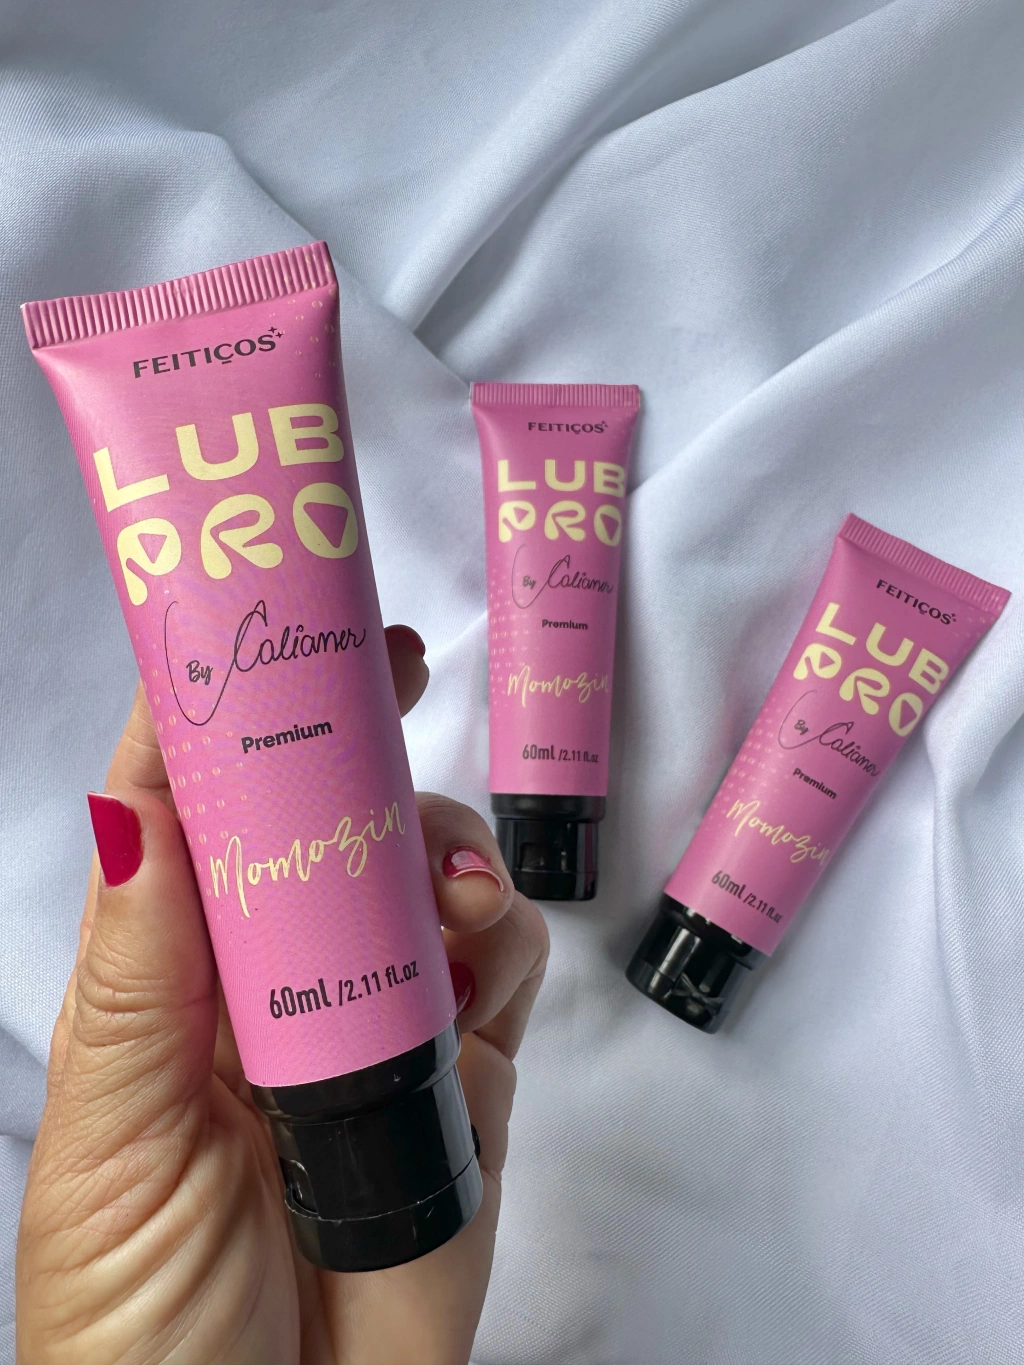 FEITIÇOS
LUB
PRO
By Calianer
Premium
Momozin
60ml /2.11 fl.oz
FEITIÇOS
LUB
PRO
By Calianer
Premium
Momozin
60ml /2.11 fl.oz
FEITIÇOS
LUB
PRO
By Calianer
Premium
Momozin
60ml /2.11 fl.oz